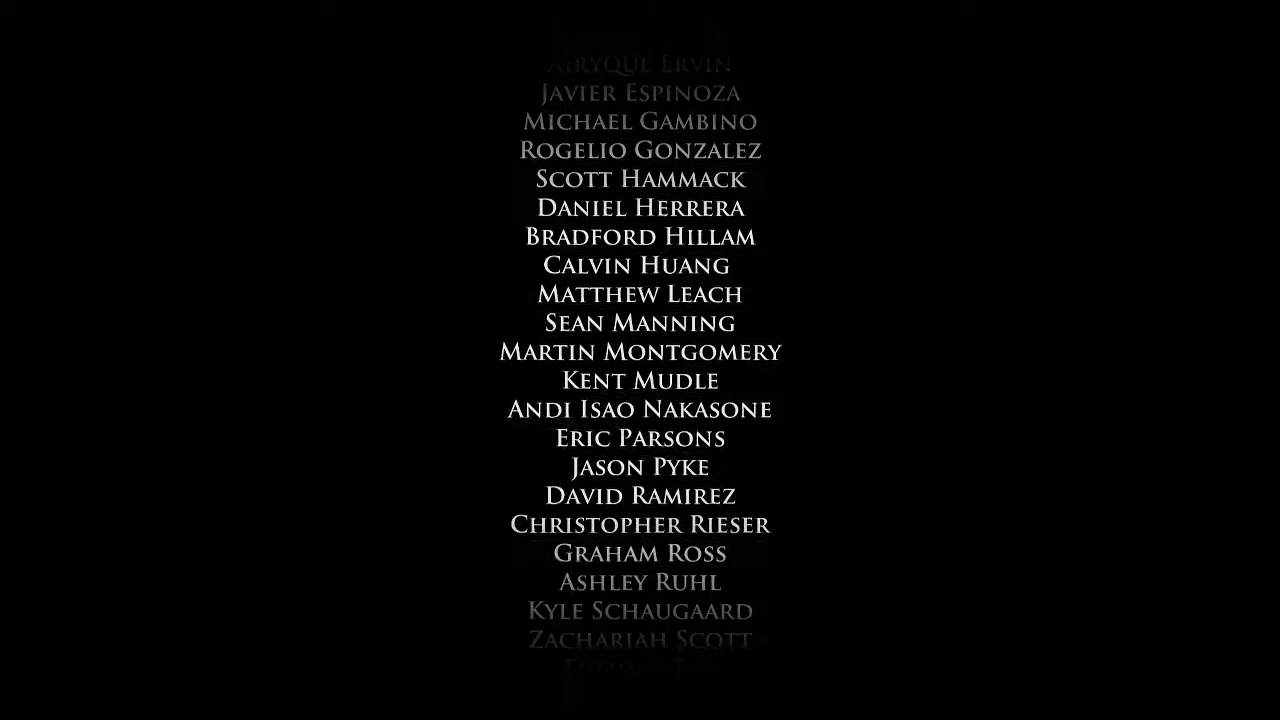 Ervin
Javier Espinoza
Michael Gambino
Rogelio Gonzalez
Scott Hammack
Daniel Herrera
Bradford Hillam
Calvin Huang
Matthew Leach
Sean Manning
Martin Montgomery
Kent Mudle
Andi Isao Nakasone
Eric Parsons
Jason Pyke
David Ramirez
Christopher Rieser
Graham Ross
Ashley Ruhl
Kyle Schaugaard
Zachariah Scott